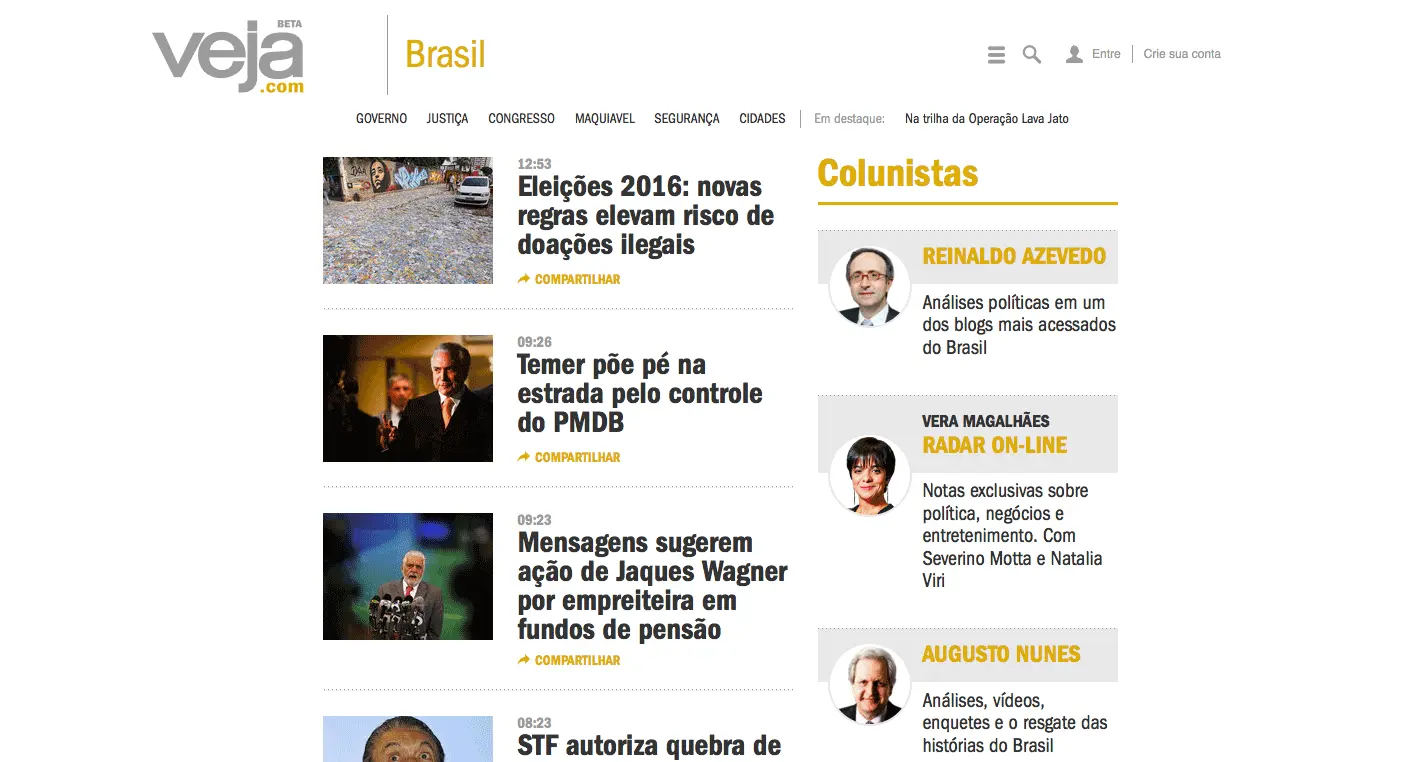 BETA
veja
.com
Brasil
Entre
Crie sua conta
GOVERNO JUSTIÇA CONGRESSO MAQUIAVEL SEGURANÇA CIDADES Em destaque: Na trilha da Operação Lava Jato
12:53
Eleições 2016: novas
regras elevam risco de
doações ilegais
COMPARTILHAR
09:26
Temer põe pé na
estrada pelo controle
do PMDB
COMPARTILHAR
09:23
Mensagens sugerem
ação de Jaques Wagner
por empreiteira em
fundos de pensão
COMPARTILHAR
08:23
STF autoriza quebra de
Colunistas
REINALDO AZEVEDO
Análises políticas em um
dos blogs mais acessados
do Brasil
VERA MAGALHÃES
RADAR ON-LINE
Notas exclusivas sobre
política, negócios e
entretenimento. Com
Severino Motta e Natalia
Viri
AUGUSTO NUNES
Análises, vídeos,
enquetes e o resgate das
histórias do Brasil